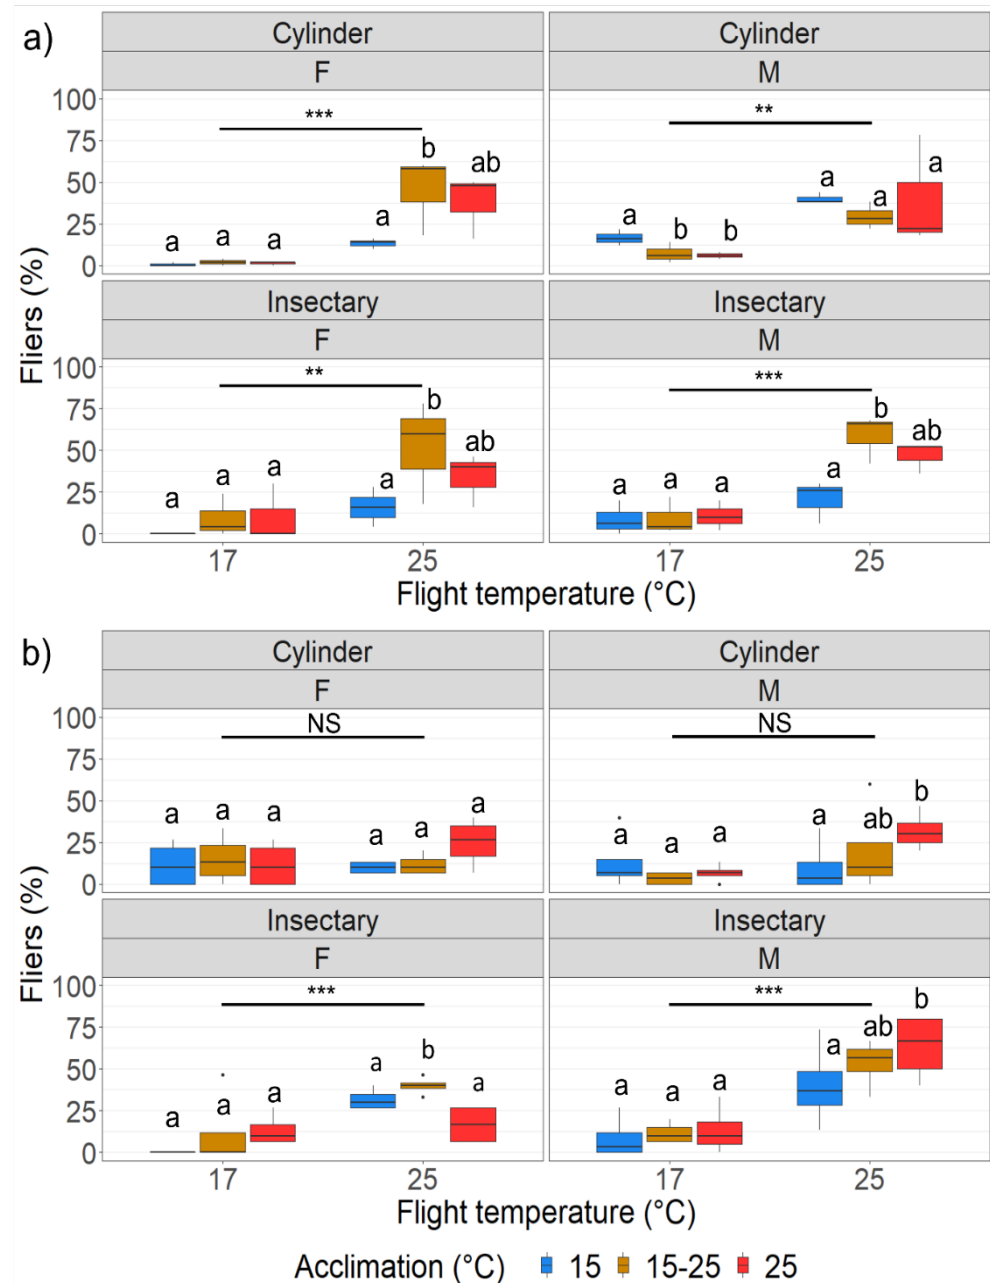 a)
Cylinder Cylinder
F M
Fliers (%)
100
75
50
25
0
***
a a a a b ab
**
a b b a a a
Insectary Insectary
F M
100
75
50
25
0
**
a a a a b ab
***
a a a a b ab
17 25 17 25
Flight temperature (°C)
b)
Cylinder Cylinder
F M
Fliers (%)
100
75
50
25
0
NS
a a a a a a
NS
a a a a ab b
Insectary Insectary
F M
100
75
50
25
0
***
a a a a b a
***
a a a a ab b
17 25 17 25
Flight temperature (°C)
Acclimation (°C) 15 15-25 25